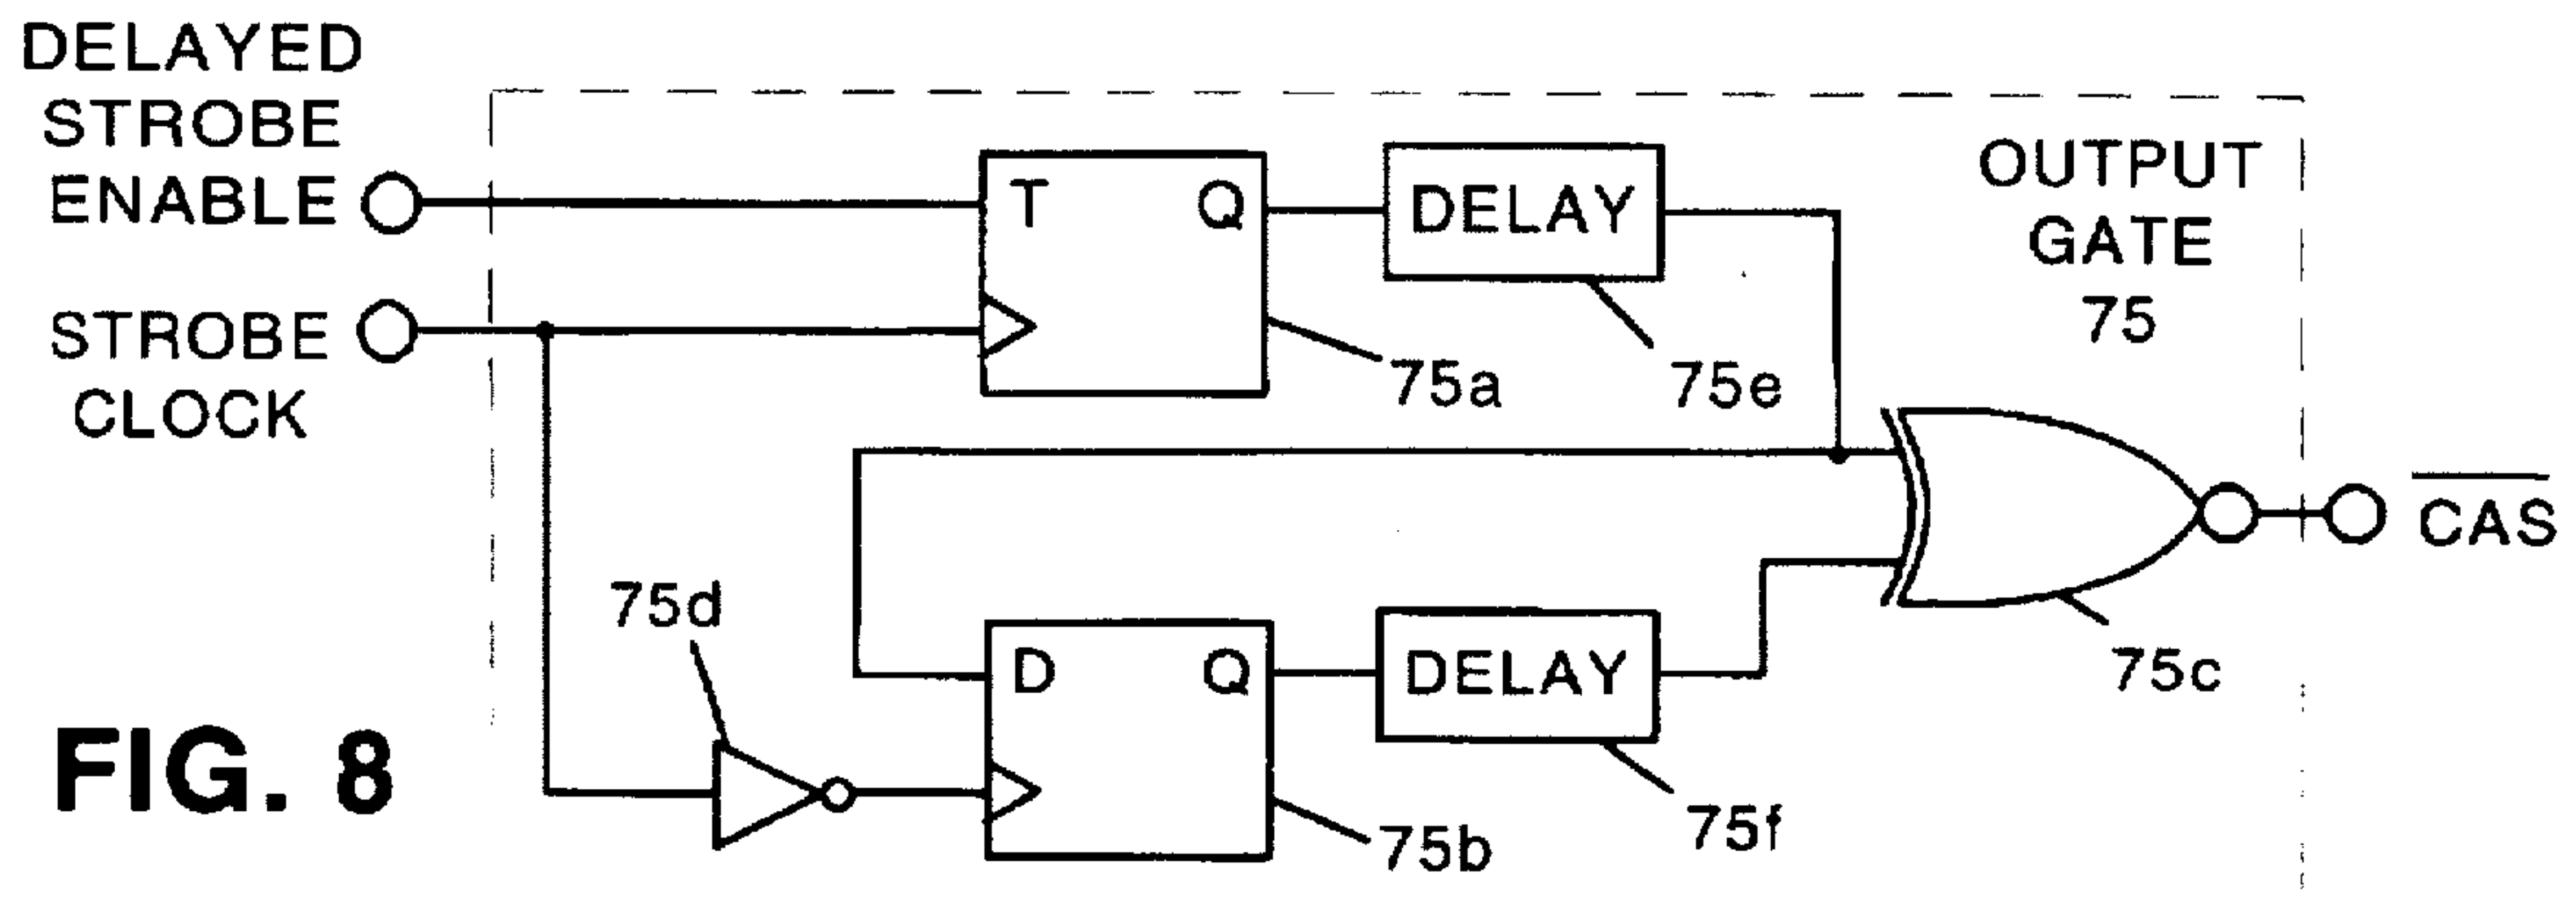 DELAYED
STROBE
ENABLE
STROBE
CLOCK
T Q
DELAY
OUTPUT
GATE
75
75a
75e
75d
D Q
DELAY
CAS
75c
75b
75f
FIG. 8